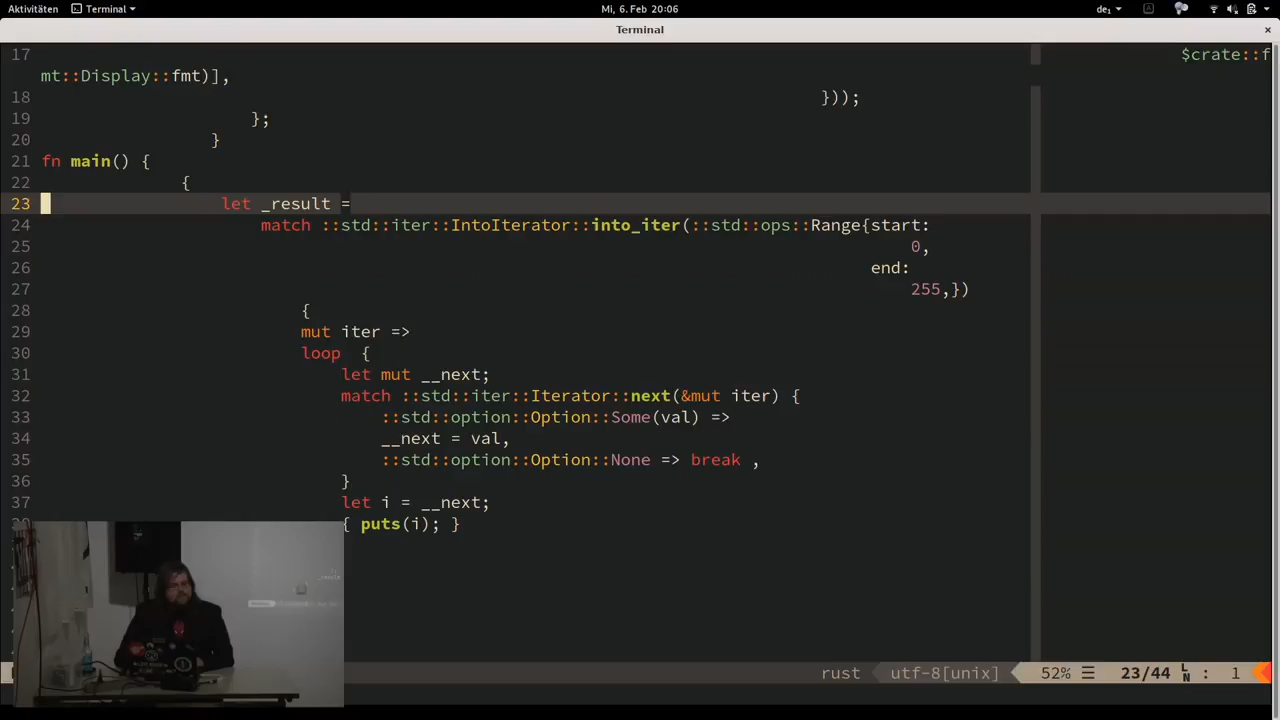 Aktivitäten Terminal Mi, 6. Feb 20:06 de₁ A
Terminal ×
17 $crate::f
mt::Display::fmt)],
18 }));
19 };
20 }
21 fn main() {
22 {
23 let _result =
24 match ::std::iter::IntoIterator::into_iter(::std::ops::Range{start:
25 0,
26 end:
27 255,})
28 {
29 mut iter =>
30 loop {
31 let mut __next;
32 match ::std::iter::Iterator::next(&mut iter) {
33 ::std::option::Option::Some(val) =>
34 __next = val,
35 ::std::option::Option::None => break ,
36 }
37 let i = __next;
{ puts(i); }
rust utf-8[unix] 52% ☰ 23/44 LN : 1